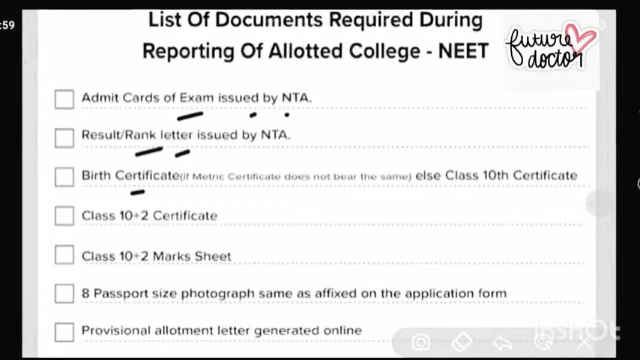 :59
List Of Documents Required During
Reporting Of Allotted College - NEET
future
doctor
Admit Cards of Exam issued by NTA.
Result/Rank letter issued by NTA.
Birth Certificate(if Metric Certificate does not bear the same) else Class 10th Certificate
Class 10+2 Certificate
Class 10+2 Marks Sheet
8 Passport size photograph same as affixed on the application form
Provisional allotment letter generated online
inshot